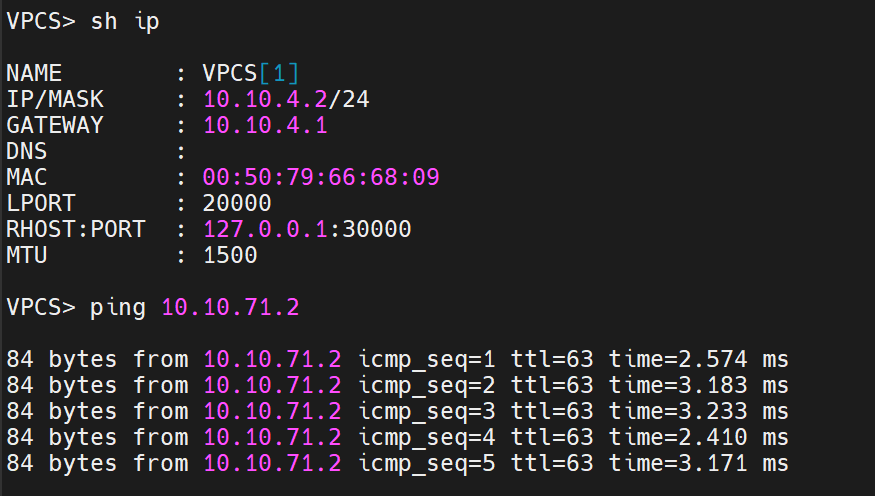 VPCS> sh ip
NAME : VPCS[1]
IP/MASK : 10.10.4.2/24
GATEWAY : 10.10.4.1
DNS :
MAC : 00:50:79:66:68:09
LPORT : 20000
RHOST:PORT : 127.0.0.1:30000
MTU : 1500
VPCS> ping 10.10.71.2
84 bytes from 10.10.71.2 icmp_seq=1 ttl=63 time=2.574 ms
84 bytes from 10.10.71.2 icmp_seq=2 ttl=63 time=3.183 ms
84 bytes from 10.10.71.2 icmp_seq=3 ttl=63 time=3.233 ms
84 bytes from 10.10.71.2 icmp_seq=4 ttl=63 time=2.410 ms
84 bytes from 10.10.71.2 icmp_seq=5 ttl=63 time=3.171 ms